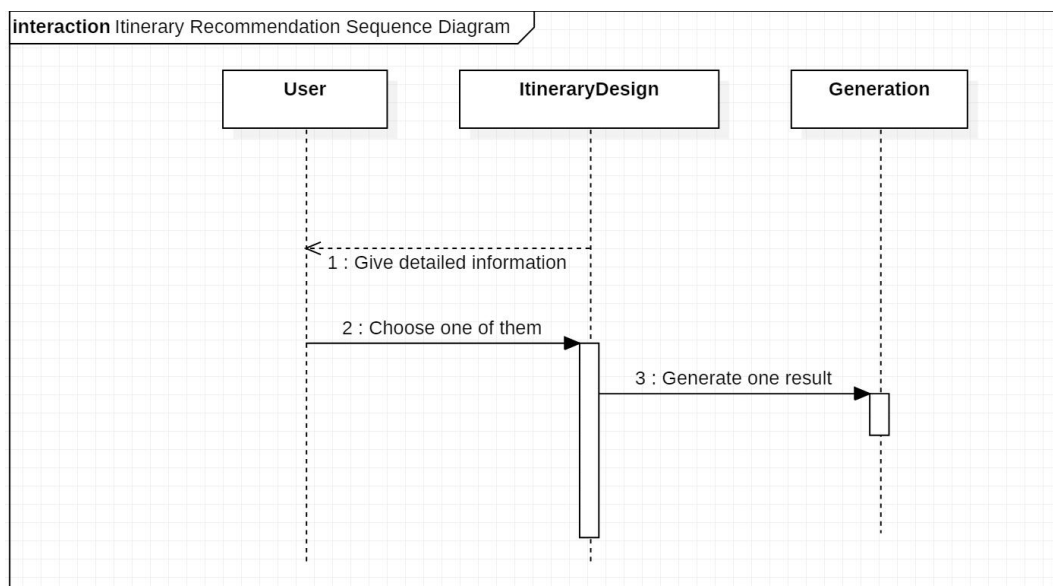 interaction Itinerary Recommendation Sequence Diagram
User
ItineraryDesign
Generation
1 : Give detailed information
2 : Choose one of them
3 : Generate one result